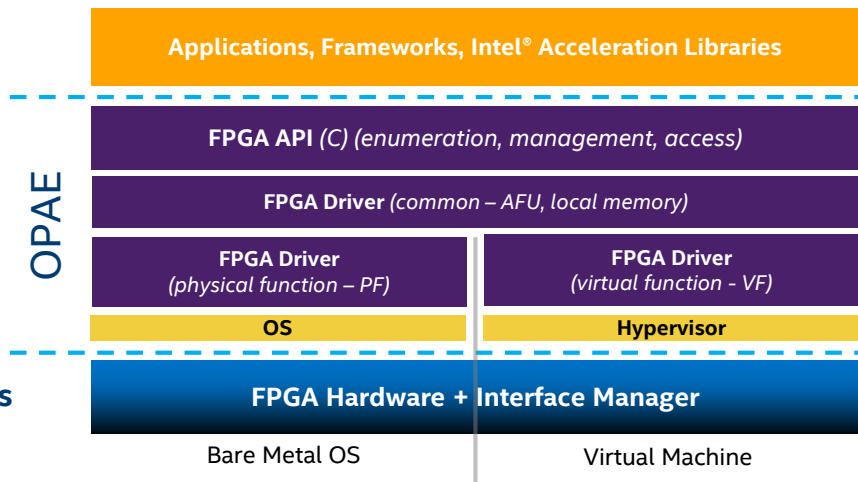 Applications, Frameworks, Intel® Acceleration Libraries
OPAE
FPGA API (C) (enumeration, management, access)
FPGA Driver (common – AFU, local memory)
FPGA Driver
(physical function – PF)
FPGA Driver
(virtual function - VF)
OS
Hypervisor
s
FPGA Hardware + Interface Manager
Bare Metal OS
Virtual Machine